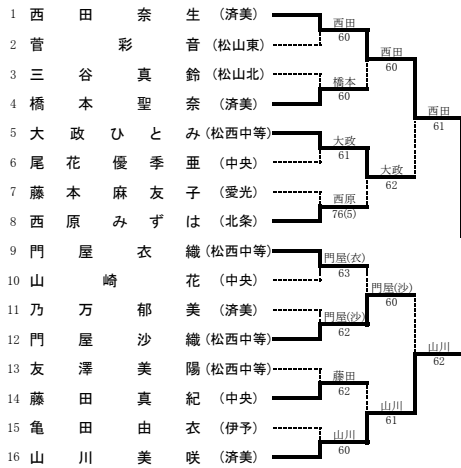 1 西田奈生 (済美)
2 菅彩音 (松山東)
3 三谷真鈴 (松山北)
4 橋本聖奈 (済美)
5 大政ひとみ (松西中等)
6 尾花優季亜 (中央)
7 藤本麻友子 (愛光)
8 西原みずは (北条)
9 門屋衣織 (松西中等)
10 山崎花 (中央)
11 乃万郁美 (済美)
12 門屋沙織 (松西中等)
13 友澤美陽 (松西中等)
14 藤田真紀 (中央)
15 亀田由衣 (伊予)
16 山川美咲 (済美)
西田
60
橋本
60
大政
61
西原
76(5)
門屋(衣)
63
門屋(沙)
62
藤田
62
山川
60
西田
60
大政
62
門屋(沙)
60
山川
61
西田
61
山川
62